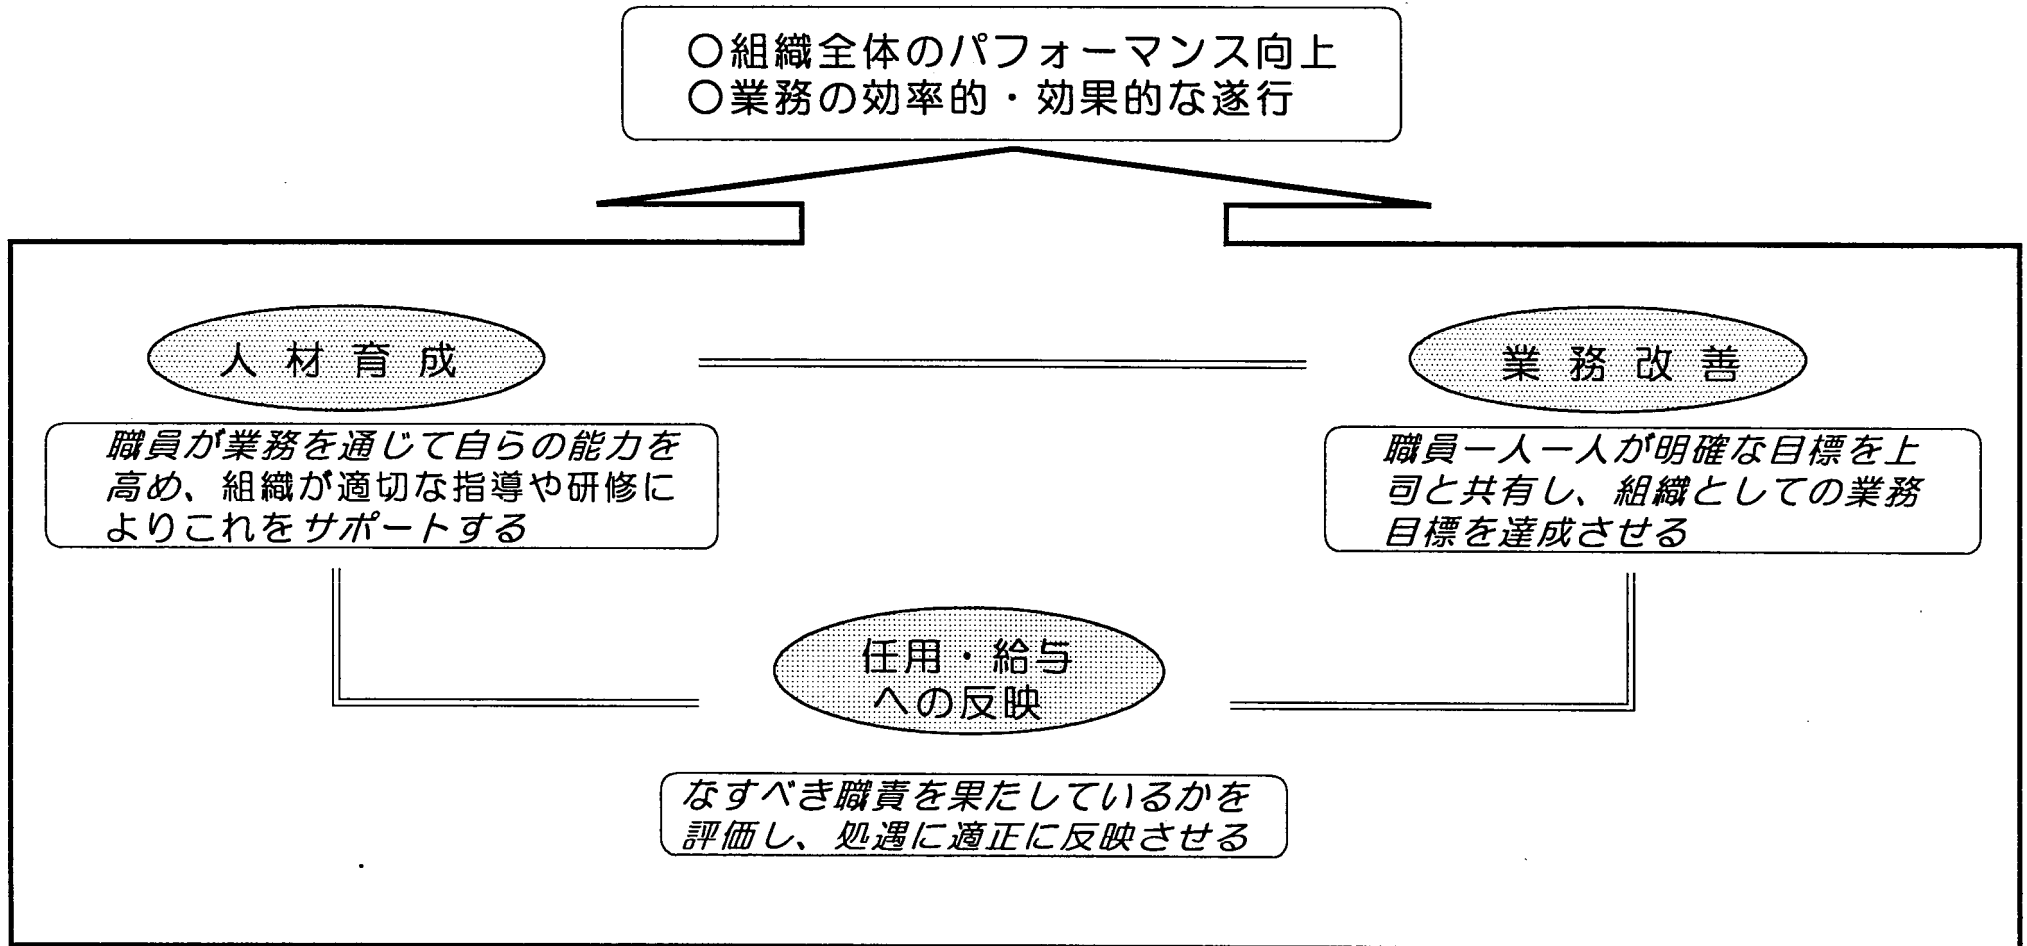 ○組織全体のパフォーマンス向上
○業務の効率的・効果的な遂行
人材育成
業務改善
職員が業務を通じて自らの能力を
高め、組織が適切な指導や研修に
よりこれをサポートする
職員一人一人が明確な目標を上
司と共有し、組織としての業務
目標を達成させる
任用・給与
への反映
なすべき職責を果たしているかを
評価し、処遇に適正に反映させる